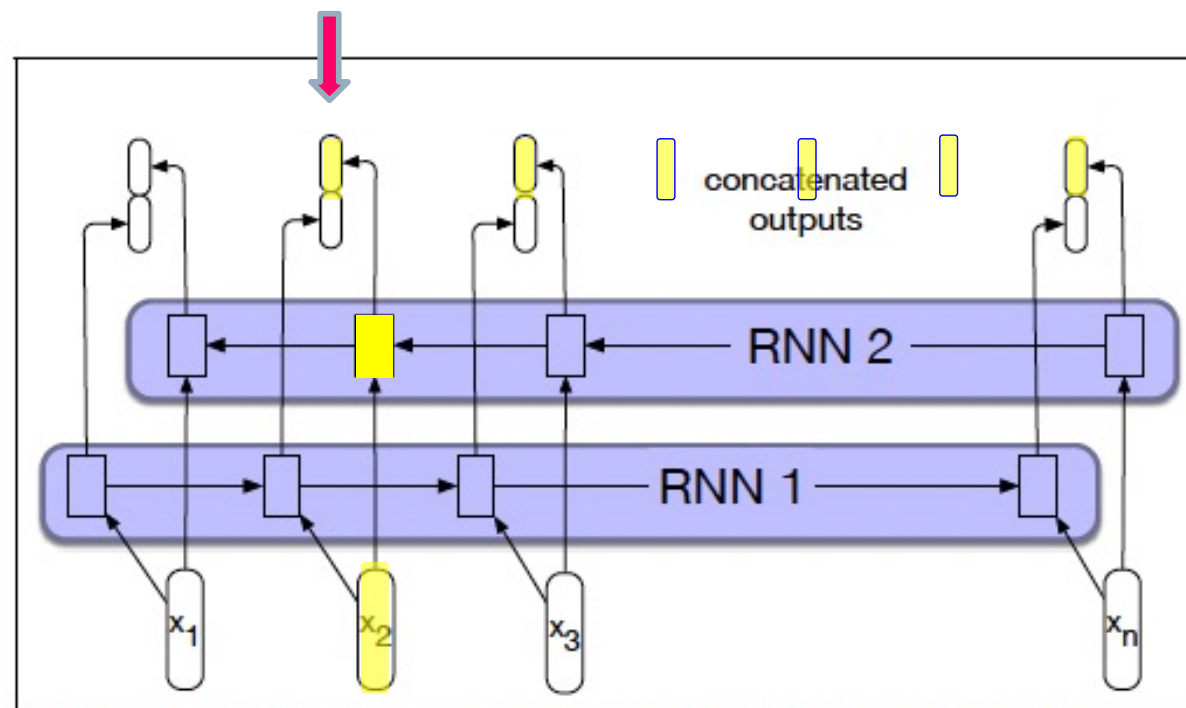 concatenated
outputs
RNN 2
RNN 1
x1
x2
x3
xn